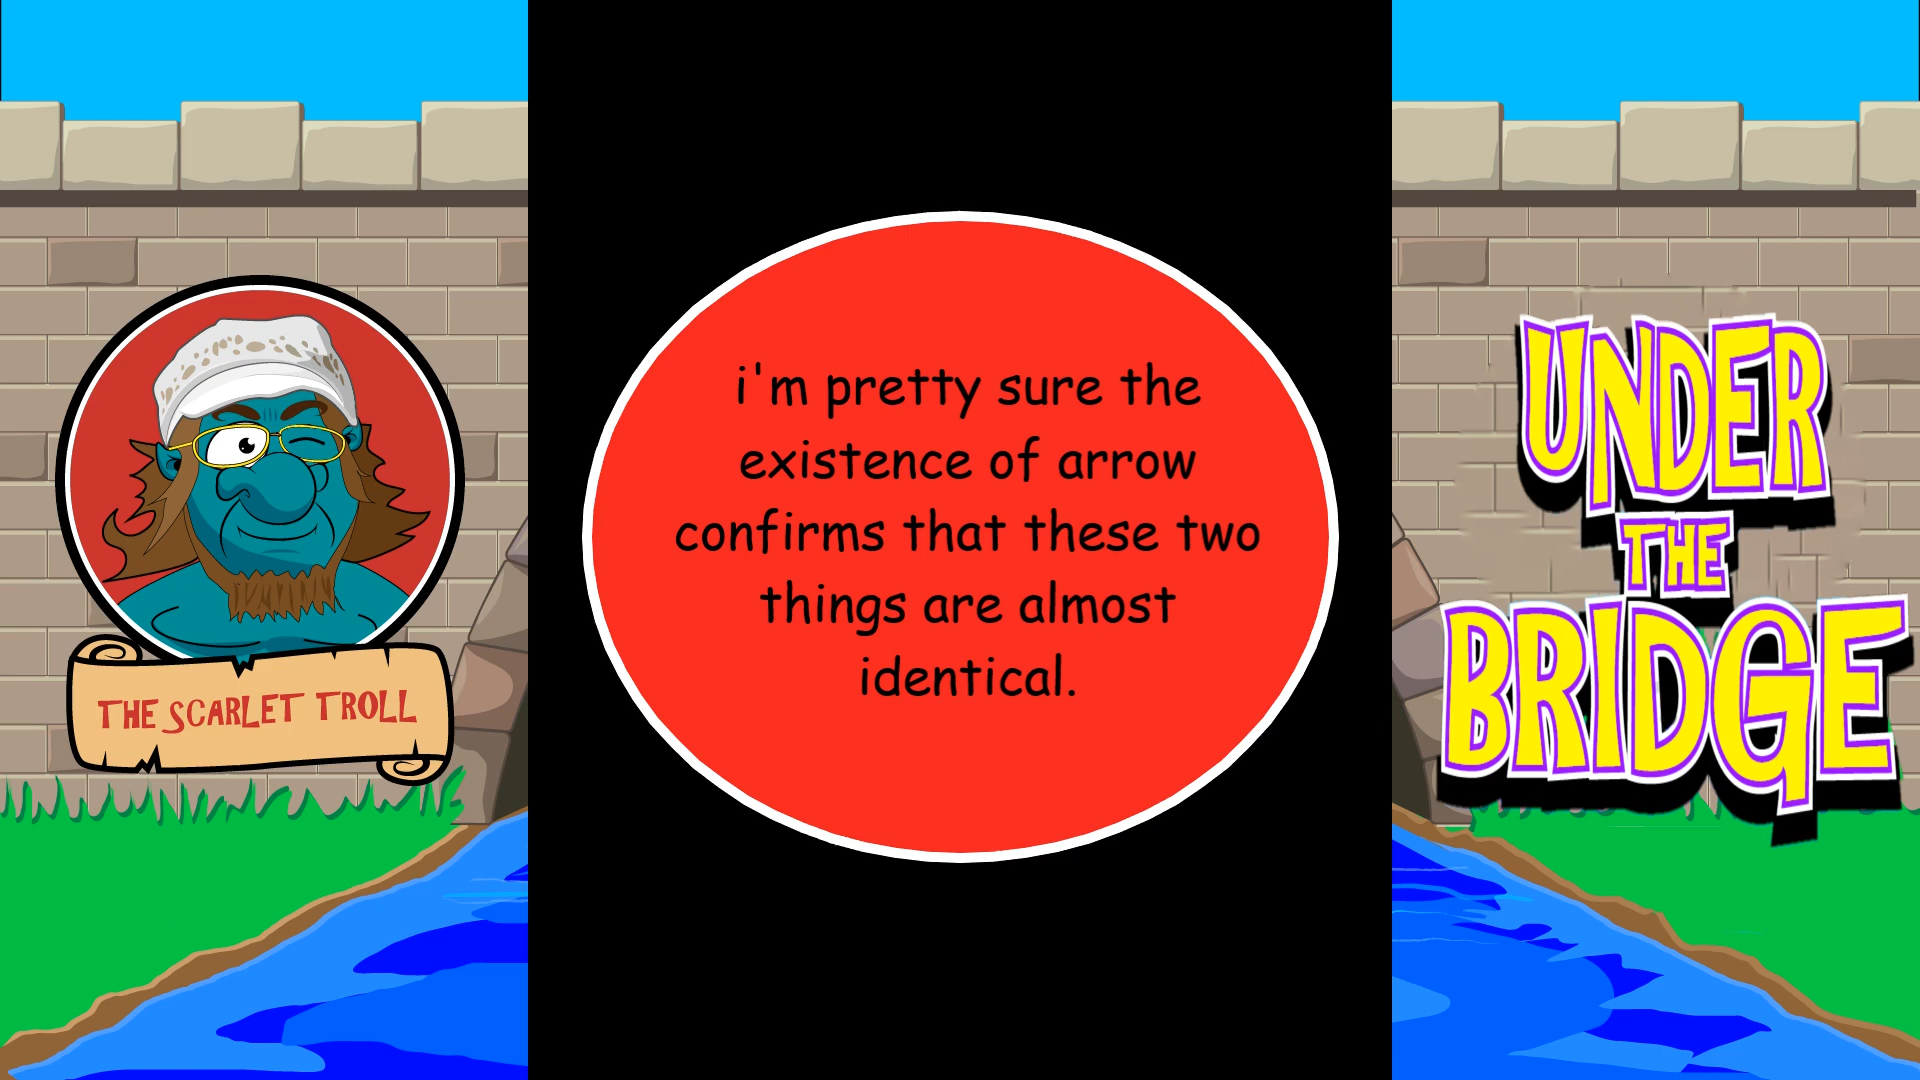 THE SCARLET TROLL
i'm pretty sure the
existence of arrow
confirms that these two
things are almost
identical.
UNDER
THE
BRIDGE